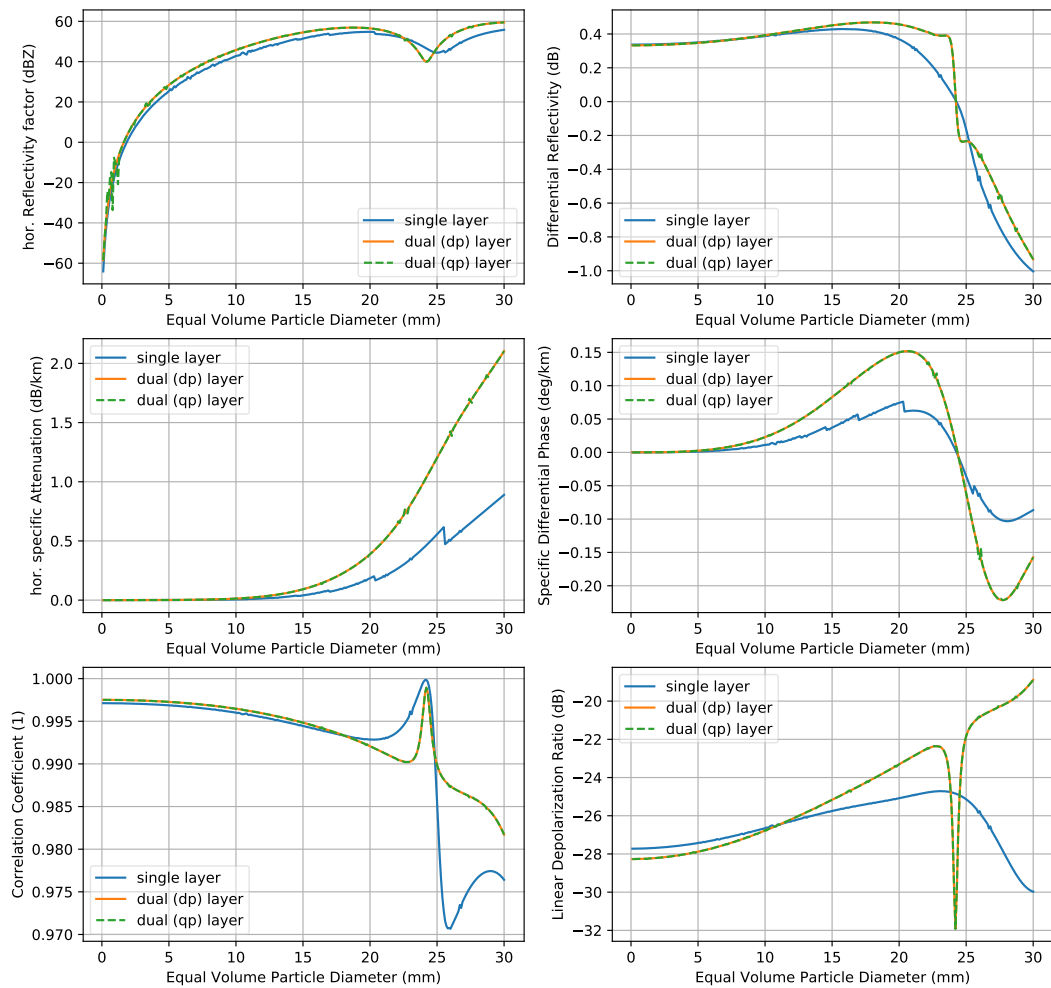 hor. Reflectivity factor (dBZ)
60
40
20
0
−20
−40
−60
single layer
dual (dp) layer
dual (qp) layer
0 5 10 15 20 25 30
Equal Volume Particle Diameter (mm)
Differential Reflectivity (dB)
0.4
0.2
0.0
−0.2
−0.4
−0.6
−0.8
−1.0
single layer
dual (dp) layer
dual (qp) layer
0 5 10 15 20 25 30
Equal Volume Particle Diameter (mm)
hor. specific Attenuation (dB/km)
2.0
1.5
1.0
0.5
0.0
single layer
dual (dp) layer
dual (qp) layer
0 5 10 15 20 25 30
Equal Volume Particle Diameter (mm)
Specific Differential Phase (deg/km)
0.15
0.10
0.05
0.00
−0.05
−0.10
−0.15
−0.20
single layer
dual (dp) layer
dual (qp) layer
0 5 10 15 20 25 30
Equal Volume Particle Diameter (mm)
Correlation Coefficient (1)
1.000
0.995
0.990
0.985
0.980
0.975
0.970
single layer
dual (dp) layer
dual (qp) layer
0 5 10 15 20 25 30
Equal Volume Particle Diameter (mm)
Linear Depolarization Ratio (dB)
−20
−22
−24
−26
−28
−30
−32
single layer
dual (dp) layer
dual (qp) layer
0 5 10 15 20 25 30
Equal Volume Particle Diameter (mm)